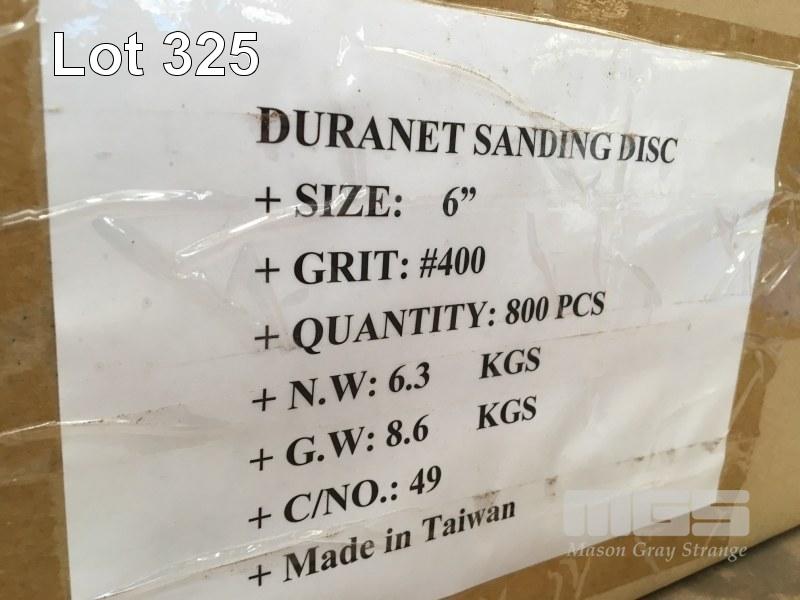 Lot 325
DURANET SANDING DISC
+ SIZE: 6”
+ GRIT: #400
+ QUANTITY: 800 PCS
+ N.W: 6.3 KGS
+ G.W: 8.6 KGS
+ C/NO.: 49
+ Made in Taiwan
MGS
Mason Gray Strange